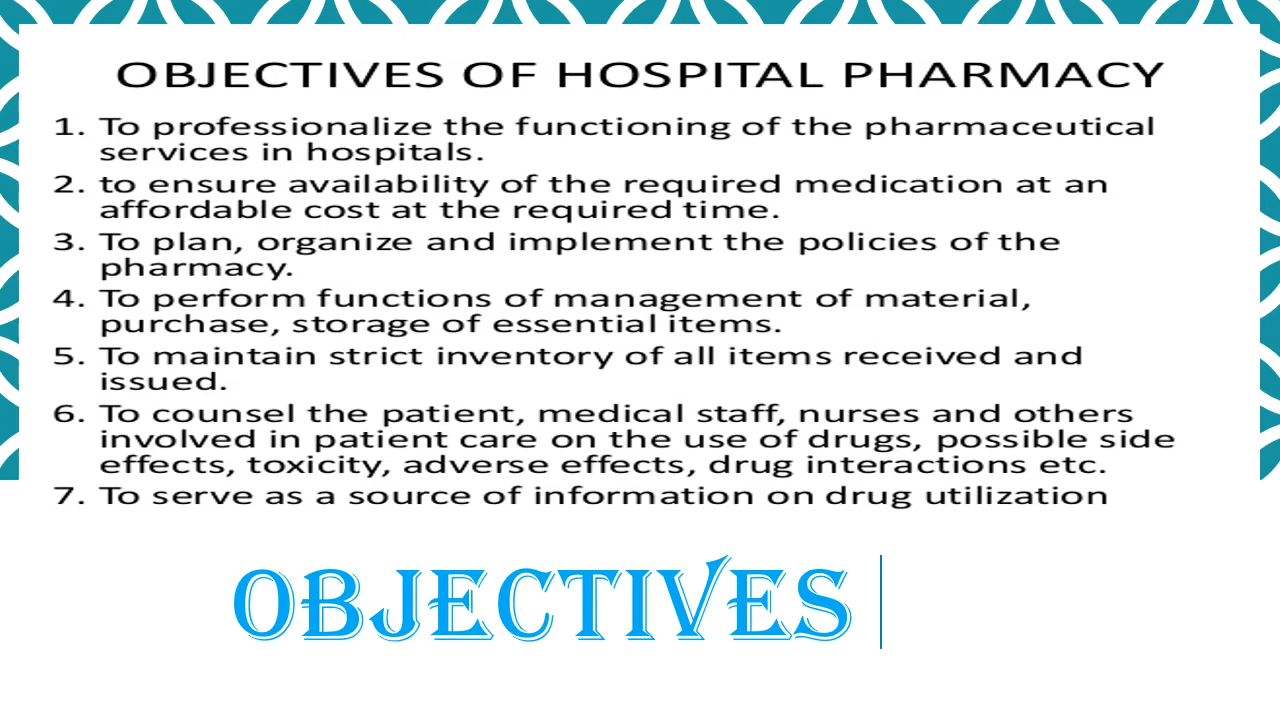 OBJECTIVES OF HOSPITAL PHARMACY
1. To professionalize the functioning of the pharmaceutical
services in hospitals.
2. to ensure availability of the required medication at an
affordable cost at the required time.
3. To plan, organize and implement the policies of the
pharmacy.
4. To perform functions of management of material,
purchase, storage of essential items.
5. To maintain strict inventory of all items received and
issued.
6. To counsel the patient, medical staff, nurses and others
involved in patient care on the use of drugs, possible side
effects, toxicity, adverse effects, drug interactions etc.
7. To serve as a source of information on drug utilization
OBJECTIVES